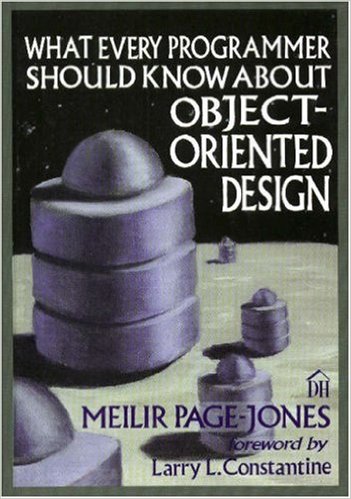 WHAT EVERY PROGRAMMER
SHOULD KNOW ABOUT
OBJECT-
ORIENTED
DESIGN
DH
MEILIR PAGE-JONES
foreword by
Larry L. Constantine